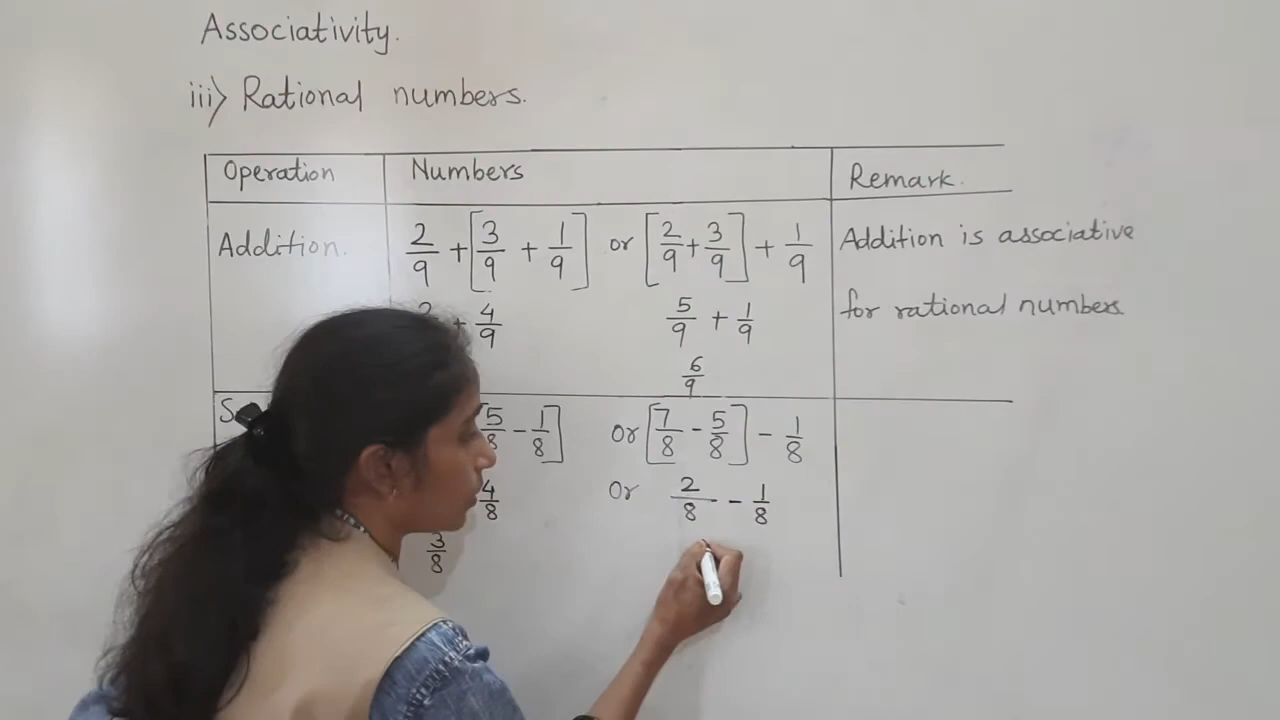 Associativity.
iii) Rational numbers.
Operation Numbers Remark.
Addition. 2/9 + [3/9 + 1/9] or [2/9 + 3/9] + 1/9 Addition is associative
+ 4/9 5/9 + 1/9 for rational numbers
6/9
5/8 - 1/8] Or [7/8 - 5/8] - 1/8
4/8 Or 2/8 - 1/8
3/8